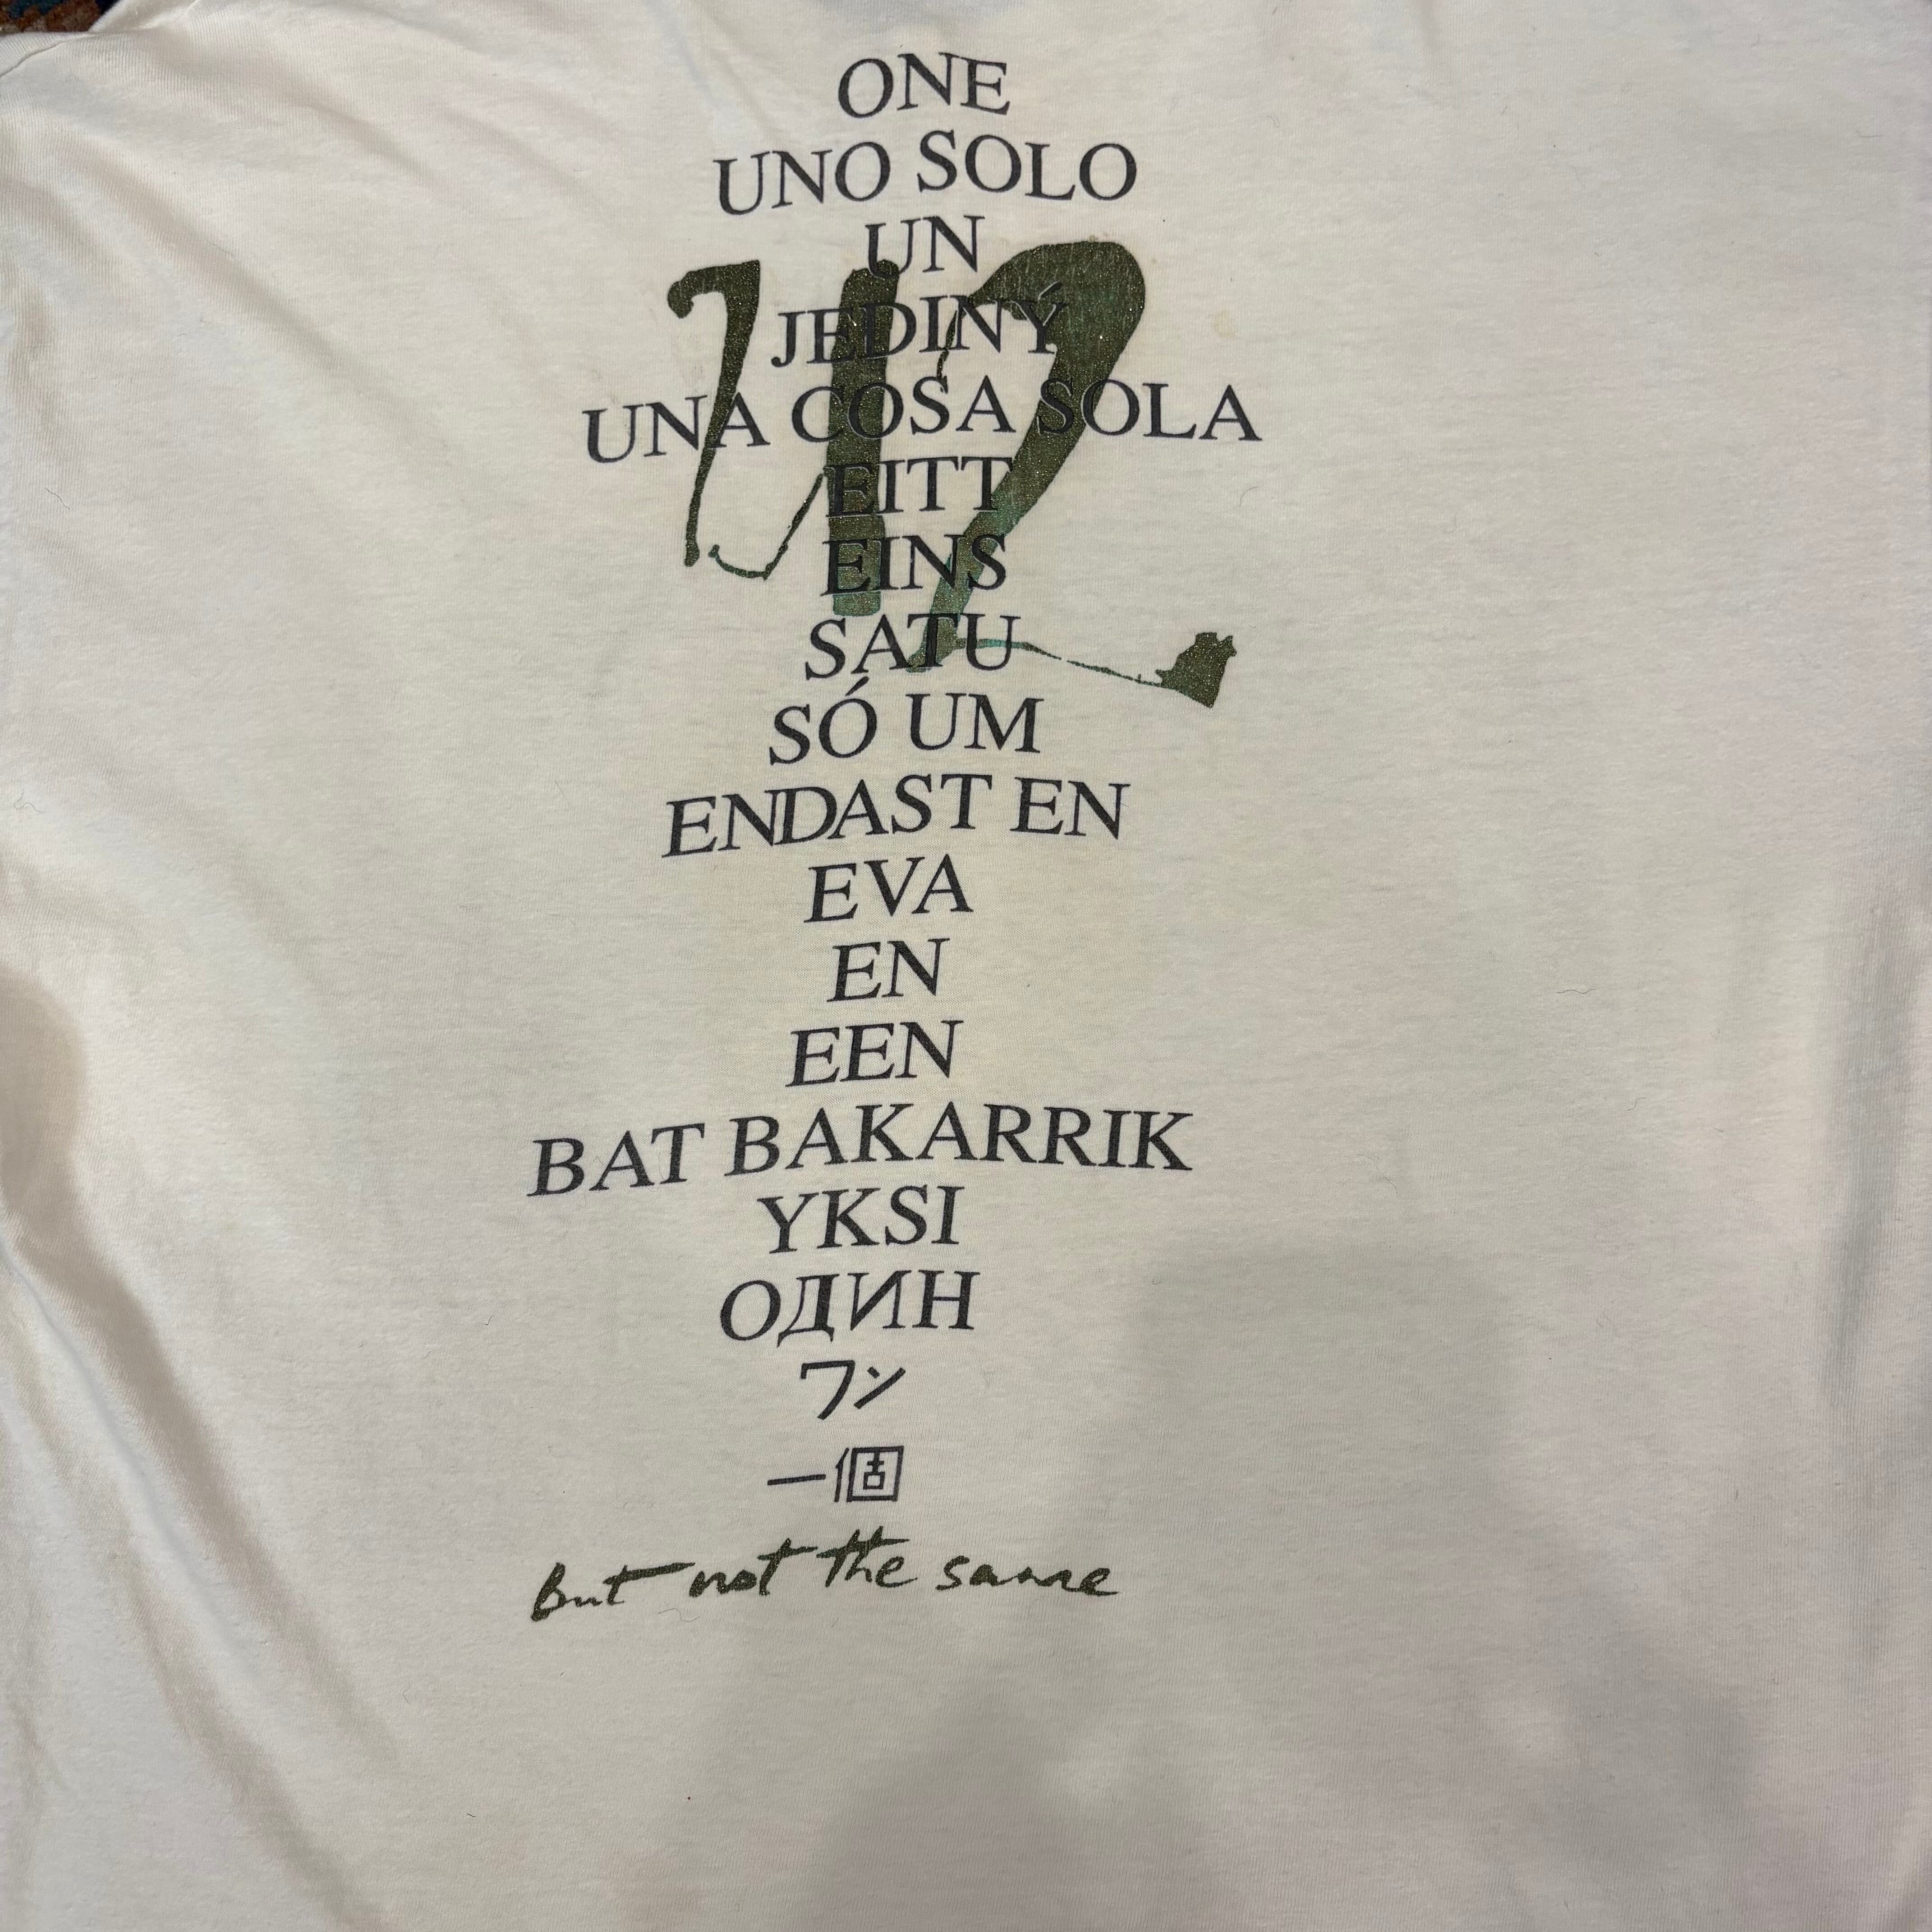 ONE
UNO SOLO
UN
U2
JEDINÝ
UNA COSA SOLA
EITT
EINS
SATU
SÓ UM
ENDAST EN
EVA
EN
EEN
BAT BAKARRIK
YKSI
ОДИН
ワン
一個
But not the same